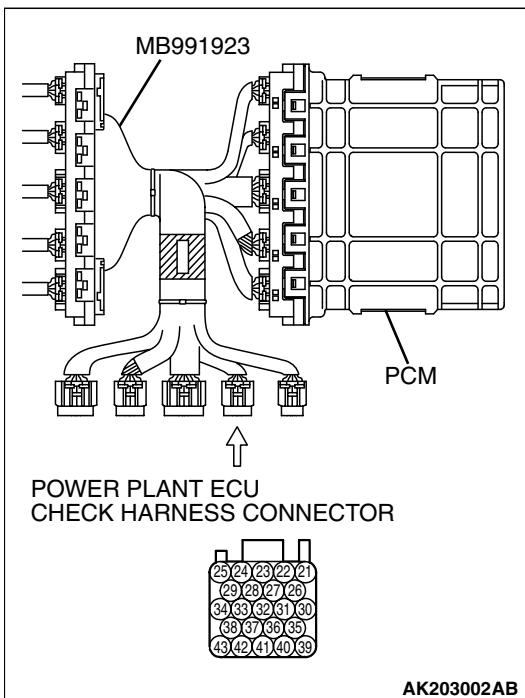 MB991923
PCM
POWER PLANT ECU
CHECK HARNESS CONNECTOR
25 24 23 22 21
29 28 27 26
34 33 32 31 30
38 37 36 35
43 42 41 40 39
AK203002AB